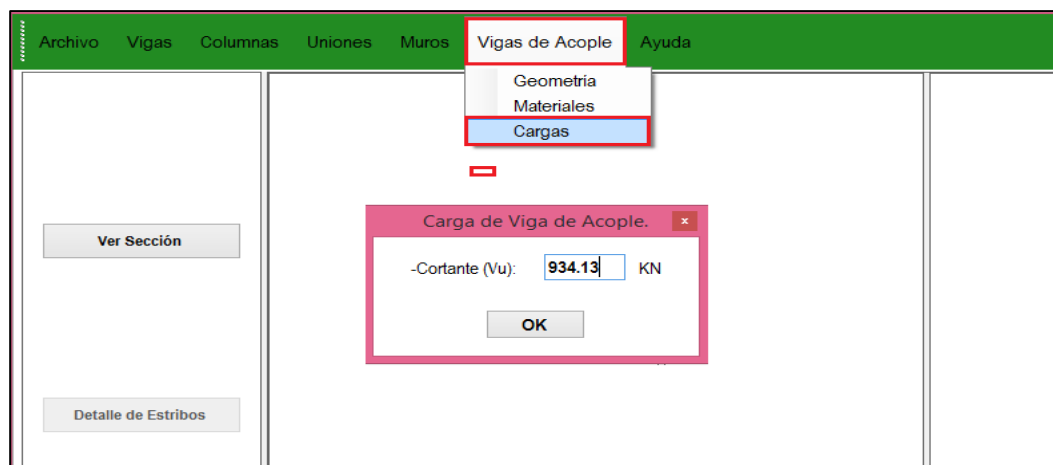 Archivo Vigas Columnas Uniones Muros Vigas de Acople Ayuda
Geometria
Materiales
Cargas
Ver Sección
Carga de Viga de Acople.
-Cortante (Vu): 934.13 KN
OK
Detalle de Estribos